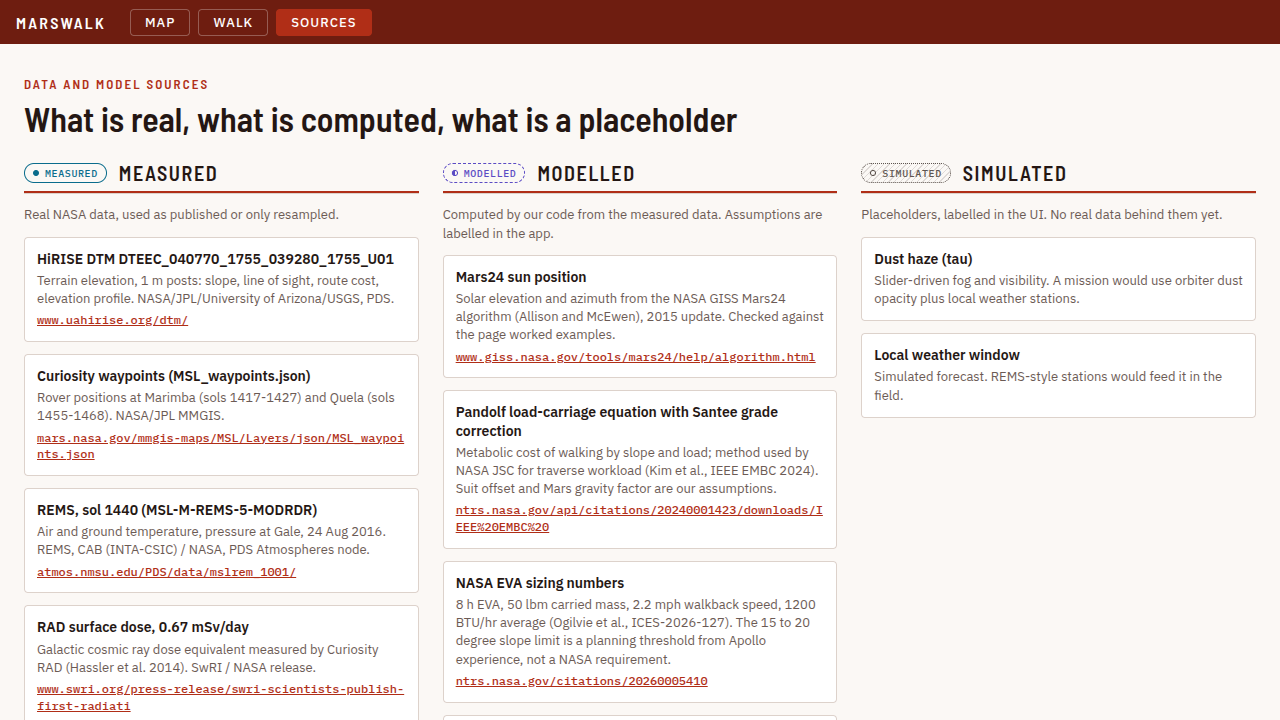 MARSWALK MAP WALK SOURCES
DATA AND MODEL SOURCES
What is real, what is computed, what is a placeholder
MEASURED MEASURED
Real NASA data, used as published or only resampled.
HiRISE DTM DTEEC_040770_1755_039280_1755_U01
Terrain elevation, 1 m posts: slope, line of sight, route cost,
elevation profile. NASA/JPL/University of Arizona/USGS, PDS.
www.uahirise.org/dtm/
Curiosity waypoints (MSL_waypoints.json)
Rover positions at Marimba (sols 1417-1427) and Quela (sols
1455-1468). NASA/JPL MMGIS.
mars.nasa.gov/mmgis-maps/MSL/Layers/json/MSL_waypoi
nts.json
REMS, sol 1440 (MSL-M-REMS-5-MODRDR)
Air and ground temperature, pressure at Gale, 24 Aug 2016.
REMS, CAB (INTA-CSIC) / NASA, PDS Atmospheres node.
atmos.nmsu.edu/PDS/data/mslrem_1001/
RAD surface dose, 0.67 mSv/day
Galactic cosmic ray dose equivalent measured by Curiosity
RAD (Hassler et al. 2014). SwRI / NASA release.
www.swri.org/press-release/swri-scientists-publish-
first-radiati
MODELLED MODELLED
Computed by our code from the measured data. Assumptions are
labelled in the app.
Mars24 sun position
Solar elevation and azimuth from the NASA GISS Mars24
algorithm (Allison and McEwen), 2015 update. Checked against
the page worked examples.
www.giss.nasa.gov/tools/mars24/help/algorithm.html
Pandolf load-carriage equation with Santee grade
correction
Metabolic cost of walking by slope and load; method used by
NASA JSC for traverse workload (Kim et al., IEEE EMBC 2024).
Suit offset and Mars gravity factor are our assumptions.
ntrs.nasa.gov/api/citations/20240001423/downloads/I
EEE%20EMBC%20
NASA EVA sizing numbers
8 h EVA, 50 lbm carried mass, 2.2 mph walkback speed, 1200
BTU/hr average (Ogilvie et al., ICES-2026-127). The 15 to 20
degree slope limit is a planning threshold from Apollo
experience, not a NASA requirement.
ntrs.nasa.gov/citations/20260005410
SIMULATED SIMULATED
Placeholders, labelled in the UI. No real data behind them yet.
Dust haze (tau)
Slider-driven fog and visibility. A mission would use orbiter dust
opacity plus local weather stations.
Local weather window
Simulated forecast. REMS-style stations would feed it in the
field.